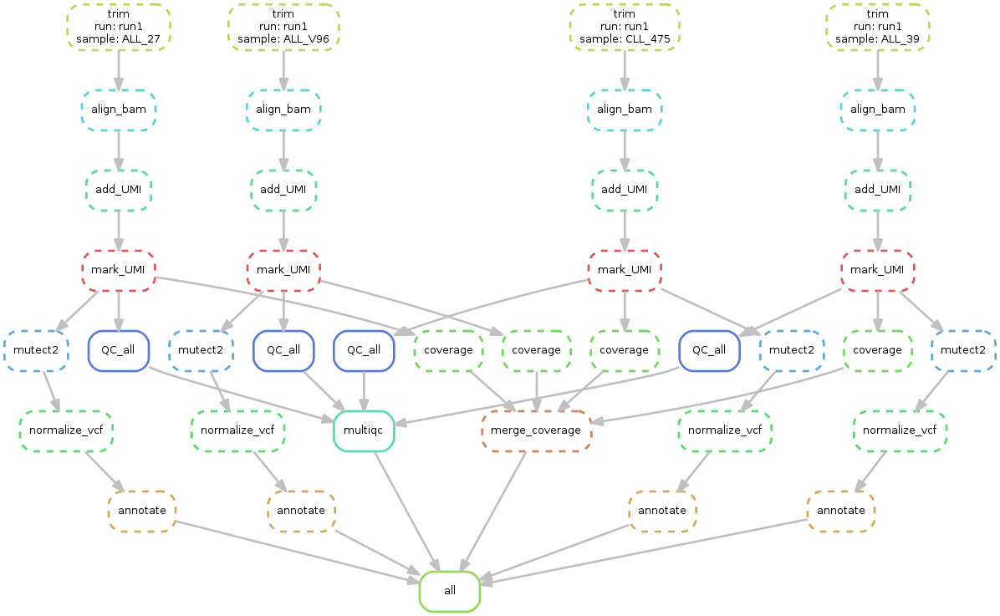 trim
run: run1
sample: ALL_27
trim
run: run1
sample: ALL_V96
trim
run: run1
sample: CLL_475
trim
run: run1
sample: ALL_39
align_bam
align_bam
align_bam
align_bam
add_UMI
add_UMI
add_UMI
add_UMI
mark_UMI
mark_UMI
mark_UMI
mark_UMI
mutect2
QC_all
mutect2
QC_all
QC_all
coverage
coverage
coverage
QC_all
mutect2
coverage
mutect2
normalize_vcf
normalize_vcf
multiqc
merge_coverage
normalize_vcf
normalize_vcf
annotate
annotate
annotate
annotate
all